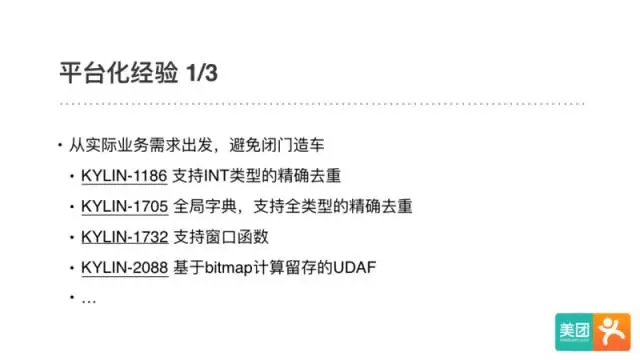 平台化经验 1/3
• 从实际业务需求出发，避免闭门造车
• KYLIN-1186 支持INT类型的精确去重
• KYLIN-1705 全局字典，支持全类型的精确去重
• KYLIN-1732 支持窗口函数
• KYLIN-2088 基于bitmap计算留存的UDAF
• …
美团